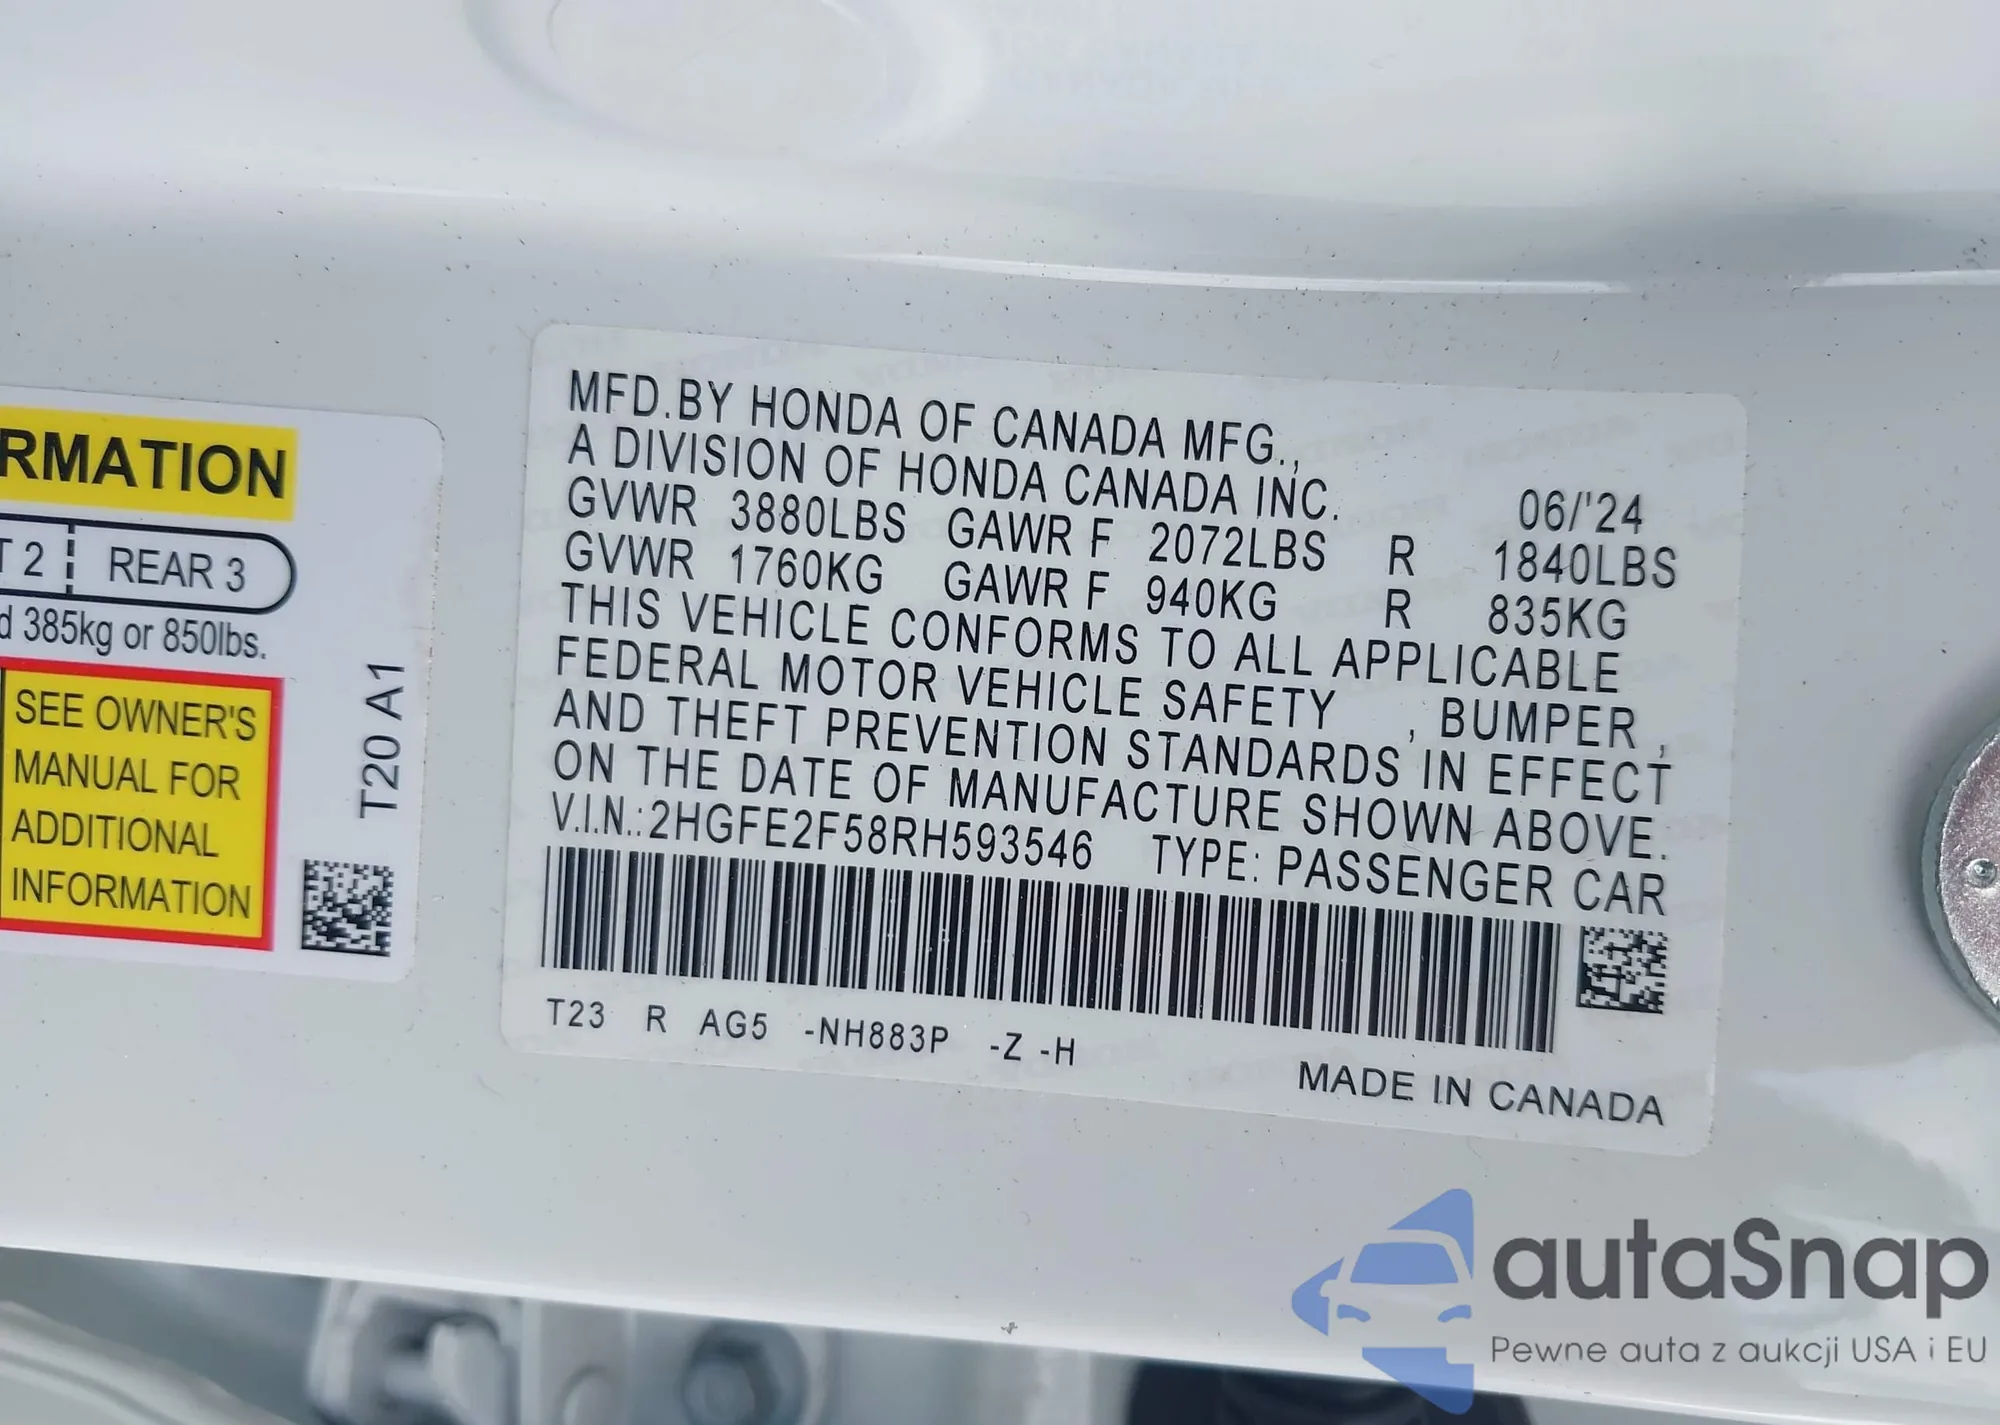 RMATION
T 2 REAR 3
d 385kg or 850lbs.
SEE OWNER'S
MANUAL FOR
ADDITIONAL
INFORMATION
T20 A1
MFD.BY HONDA OF CANADA MFG.,
A DIVISION OF HONDA CANADA INC. 06/'24
GVWR 3880LBS GAWR F 2072LBS R 1840LBS
GVWR 1760KG GAWR F 940KG R 835KG
THIS VEHICLE CONFORMS TO ALL APPLICABLE
FEDERAL MOTOR VEHICLE SAFETY , BUMPER ,
AND THEFT PREVENTION STANDARDS IN EFFECT
ON THE DATE OF MANUFACTURE SHOWN ABOVE.
V.I.N.:2HGFE2F58RH593546 TYPE: PASSENGER CAR
T23 R AG5 -NH883P -Z -H
MADE IN CANADA
autaSnap
Pewne auta z aukcji USA i EU